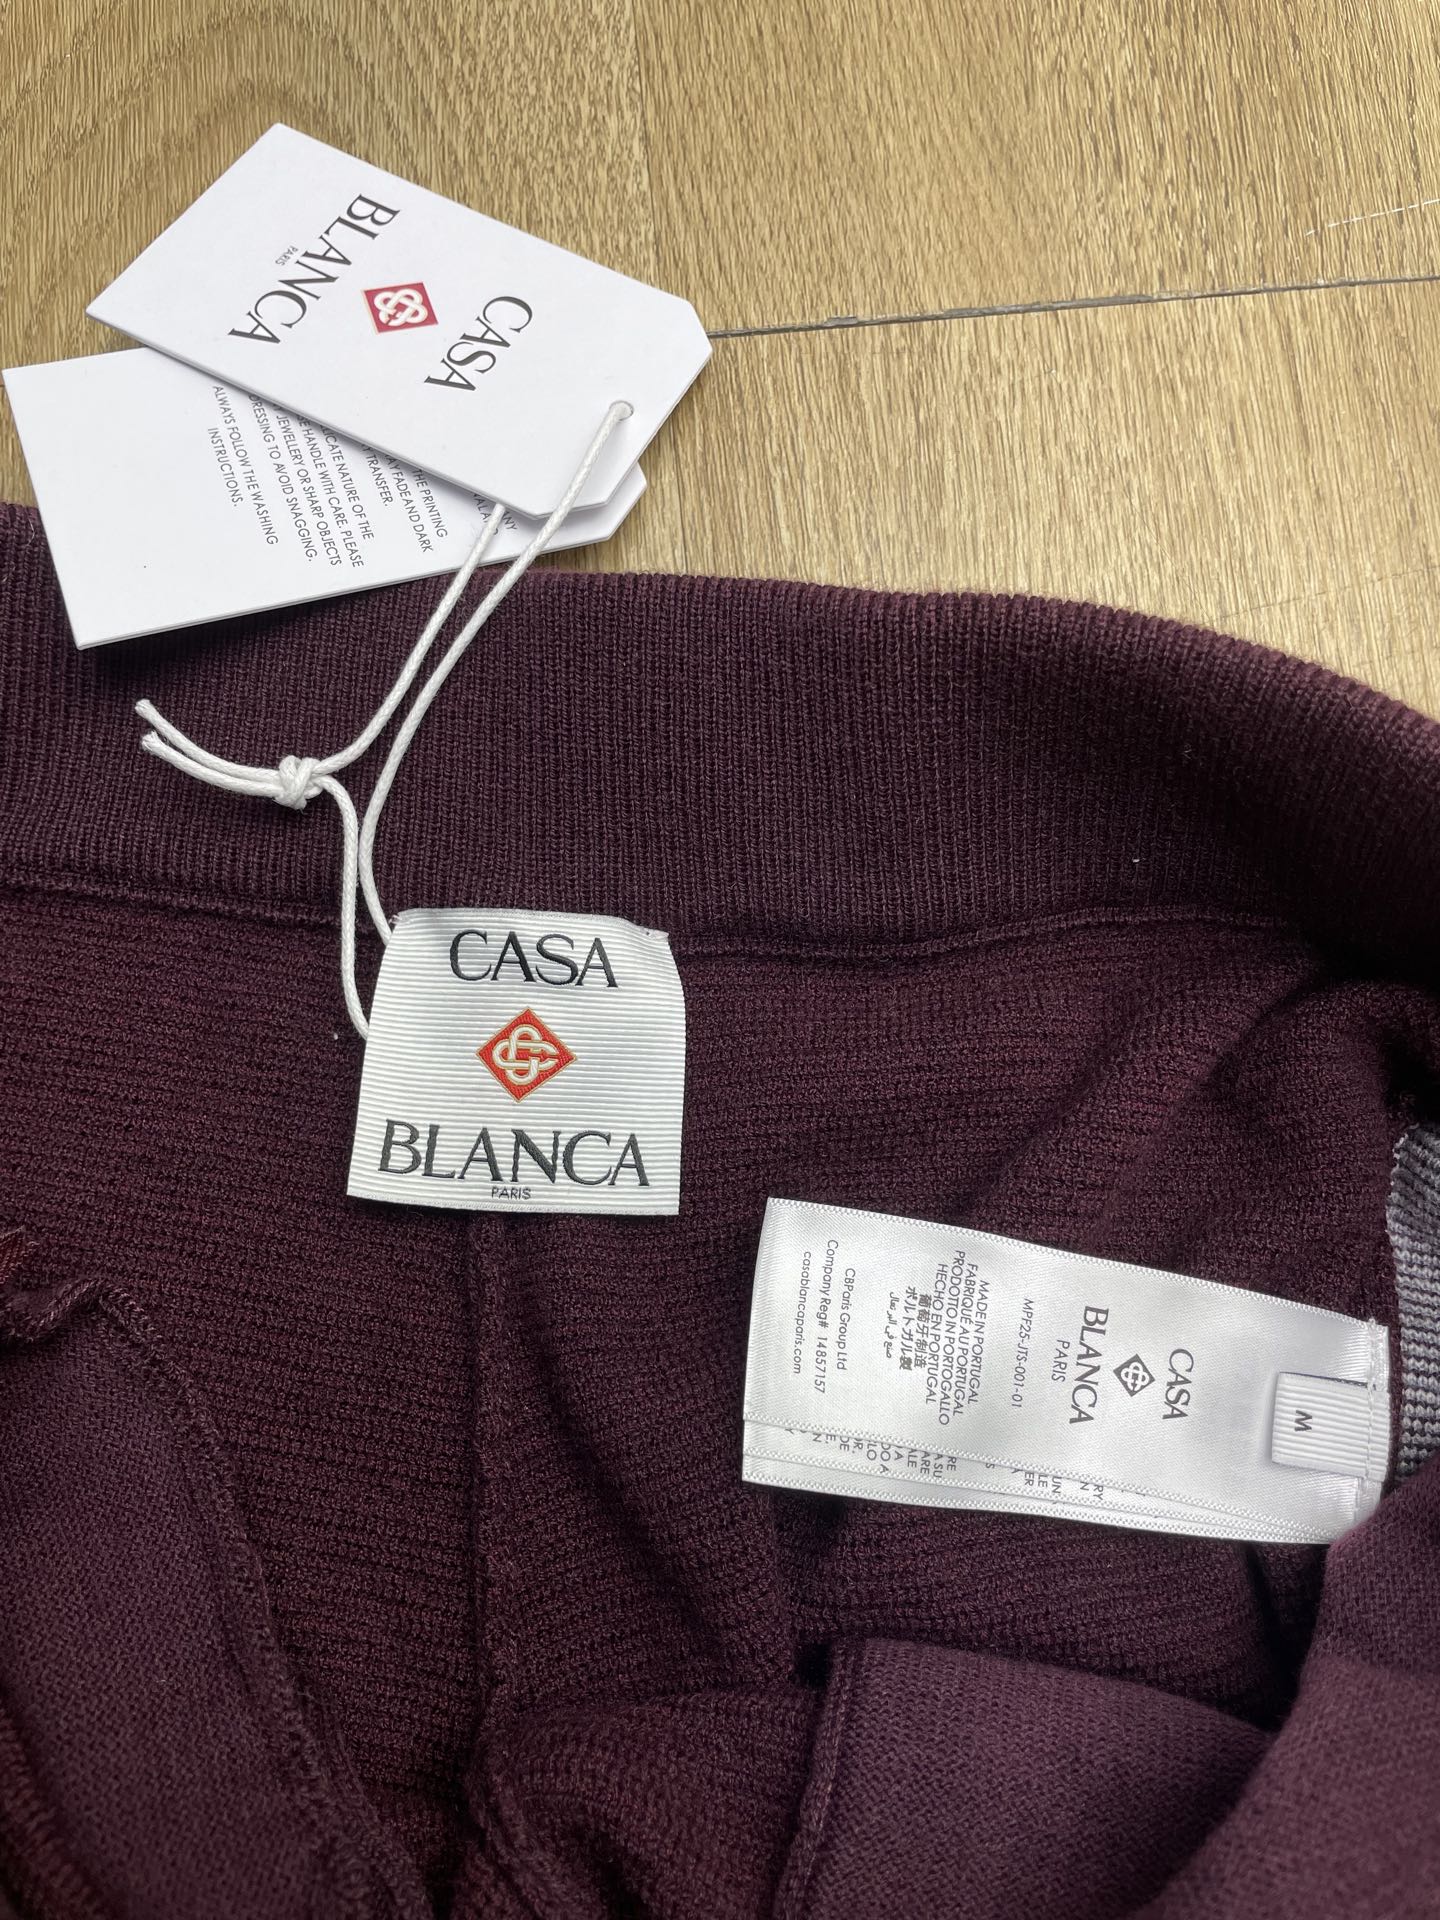 CASA
BLANCA
PARIS
THE PRINTING
FADE AND DARK
TRANSFER.
NATURE OF THE
HANDLE WITH CARE. PLEASE
JEWELLERY OR SHARP OBJECTS
DRESSING TO AVOID SNAGGING.
ALWAYS FOLLOW THE WASHING
INSTRUCTIONS.
CASA
BLANCA
PARIS
M
CASA
BLANCA
PARIS
MPF25-JTS-001-01
MADE IN PORTUGAL
FABRIQUÉ AU PORTUGAL
PRODOTTO IN PORTOGALLO
HECHO EN PORTUGAL
葡萄牙制造
ポルトガル製
صنع في البرتغال
CBParis Group Ltd
Company Reg# 14857157
casablancaparis.com